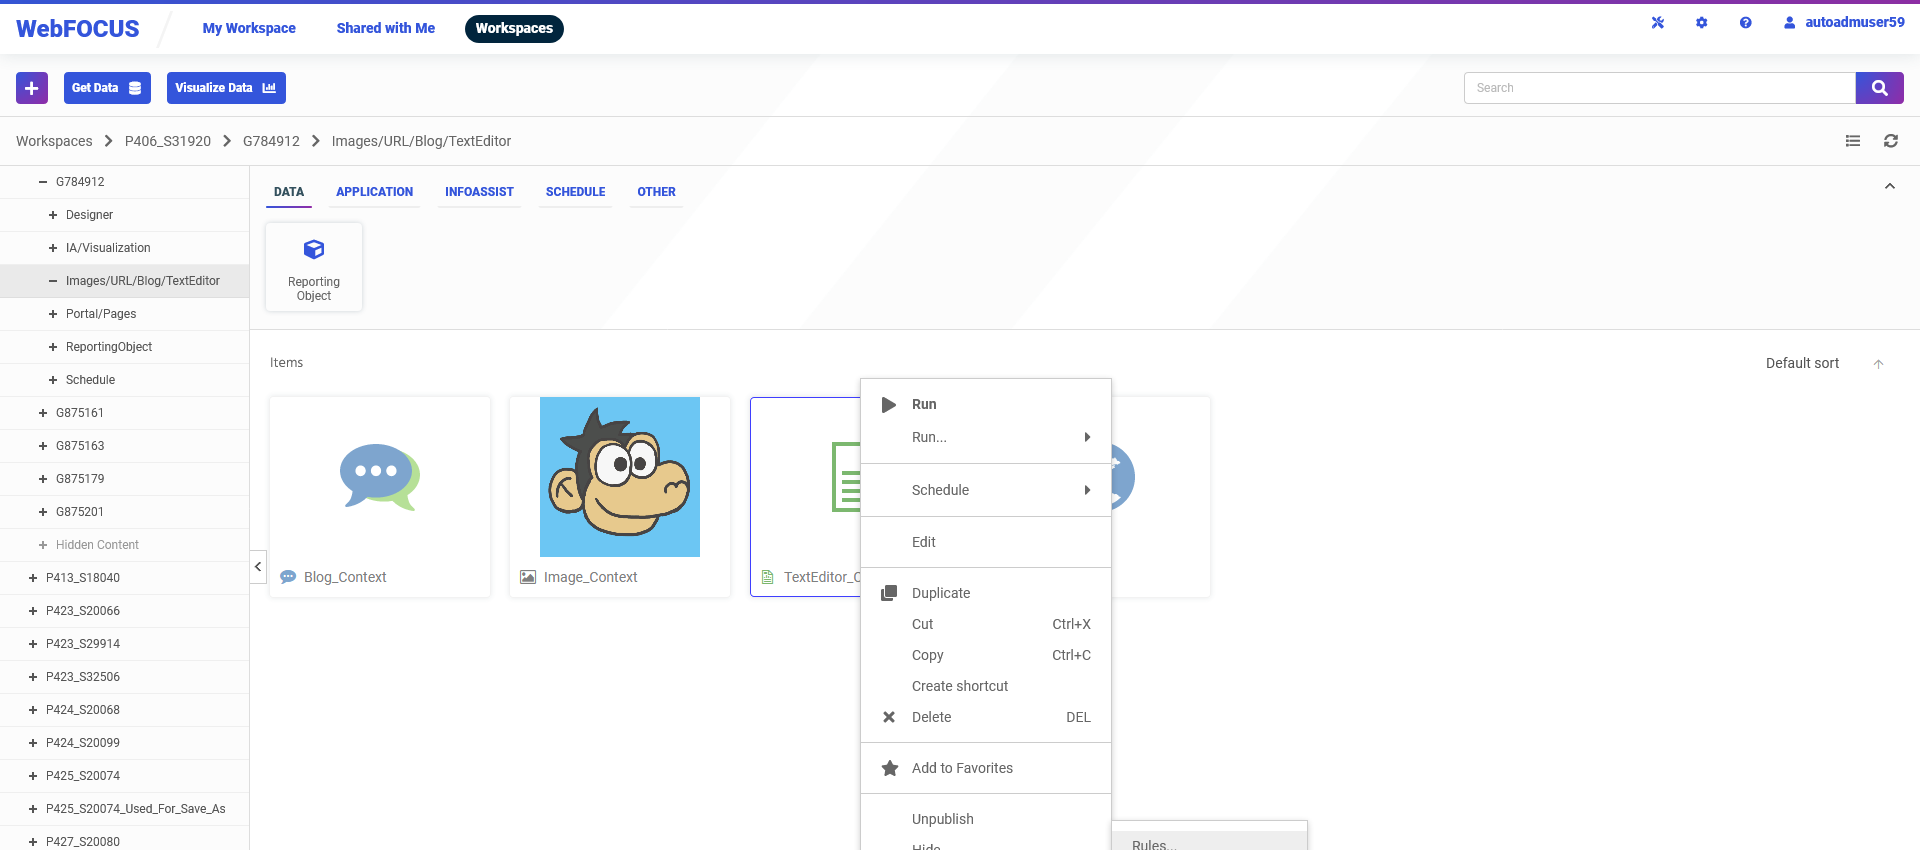 WebFOCUS
My Workspace
Shared with Me
Workspaces
autoadmuser59
Get Data
Visualize Data
Search
Workspaces
P406_S31920
G784912
Images/URL/Blog/TextEditor
G784912
Designer
IA/Visualization
Images/URL/Blog/TextEditor
Portal/Pages
ReportingObject
Schedule
G875161
G875163
G875179
G875201
Hidden Content
P413_S18040
P423_S20066
P423_S29914
P423_S32506
P424_S20068
P424_S20099
P425_S20074
P425_S20074_Used_For_Save_As
P427_S20080
DATA
APPLICATION
INFOASSIST
SCHEDULE
OTHER
Reporting
Object
Items
Default sort
Blog_Context
Image_Context
TextEditor_C
Run
Run...
Schedule
Edit
Duplicate
Cut Ctrl+X
Copy Ctrl+C
Create shortcut
Delete DEL
Add to Favorites
Unpublish
Hide
Rules...